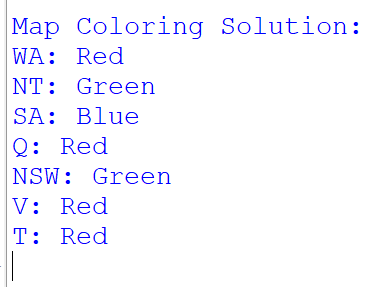 Map Coloring Solution:
WA: Red
NT: Green
SA: Blue
Q: Red
NSW: Green
V: Red
T: Red